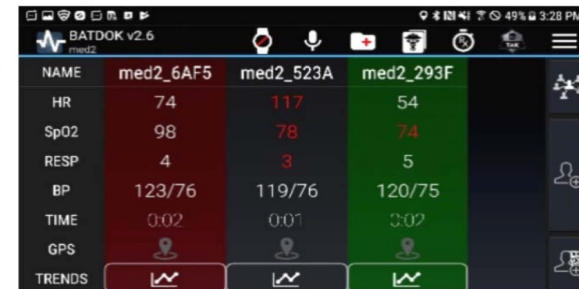 49% 3:28 PM
BATDOK v2.6
med2
TAK
NAME med2_6AF5 med2_523A med2_293F
HR 74 117 54
SpO2 98 78 74
RESP 4 3 5
BP 123/76 119/76 120/75
TIME 0:02 0:01 0:02
GPS
TRENDS